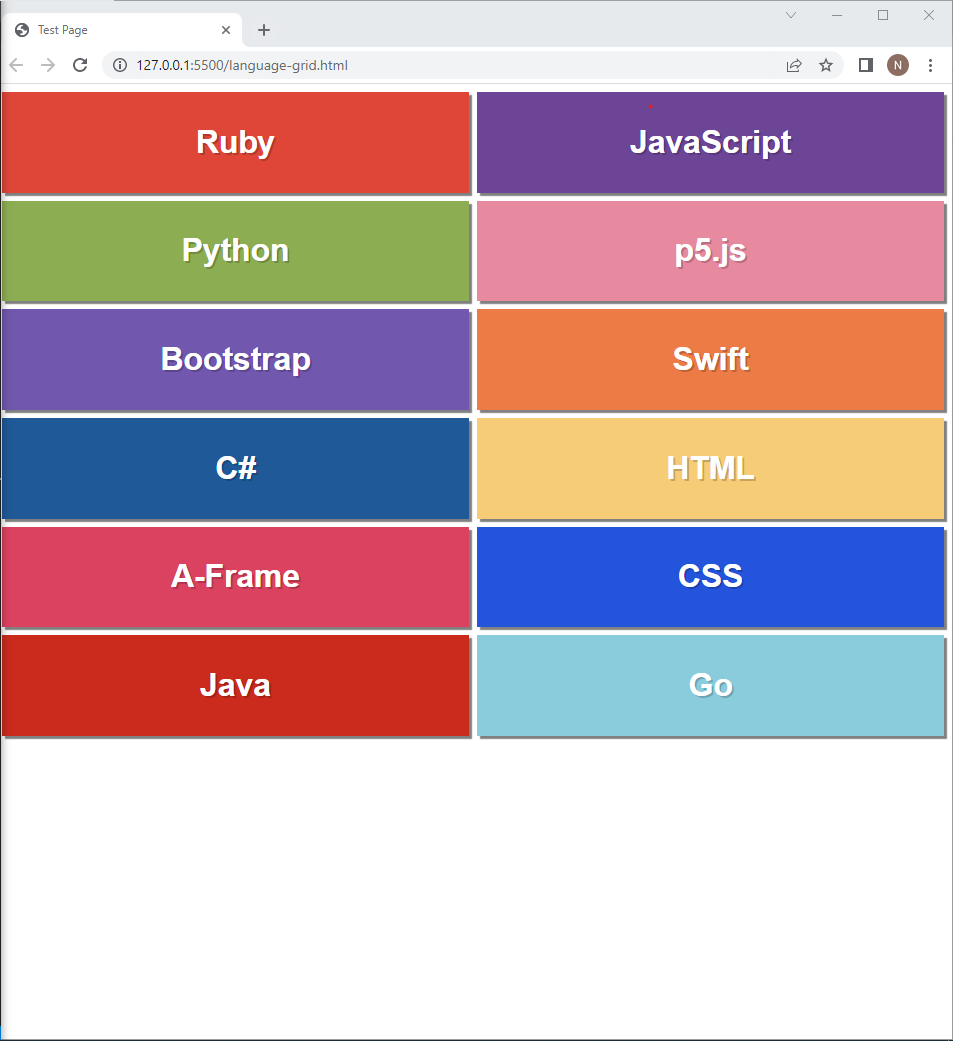 Test Page
127.0.0.1:5500/language-grid.html
N
Ruby
JavaScript
Python
p5.js
Bootstrap
Swift
C#
HTML
A-Frame
CSS
Java
Go